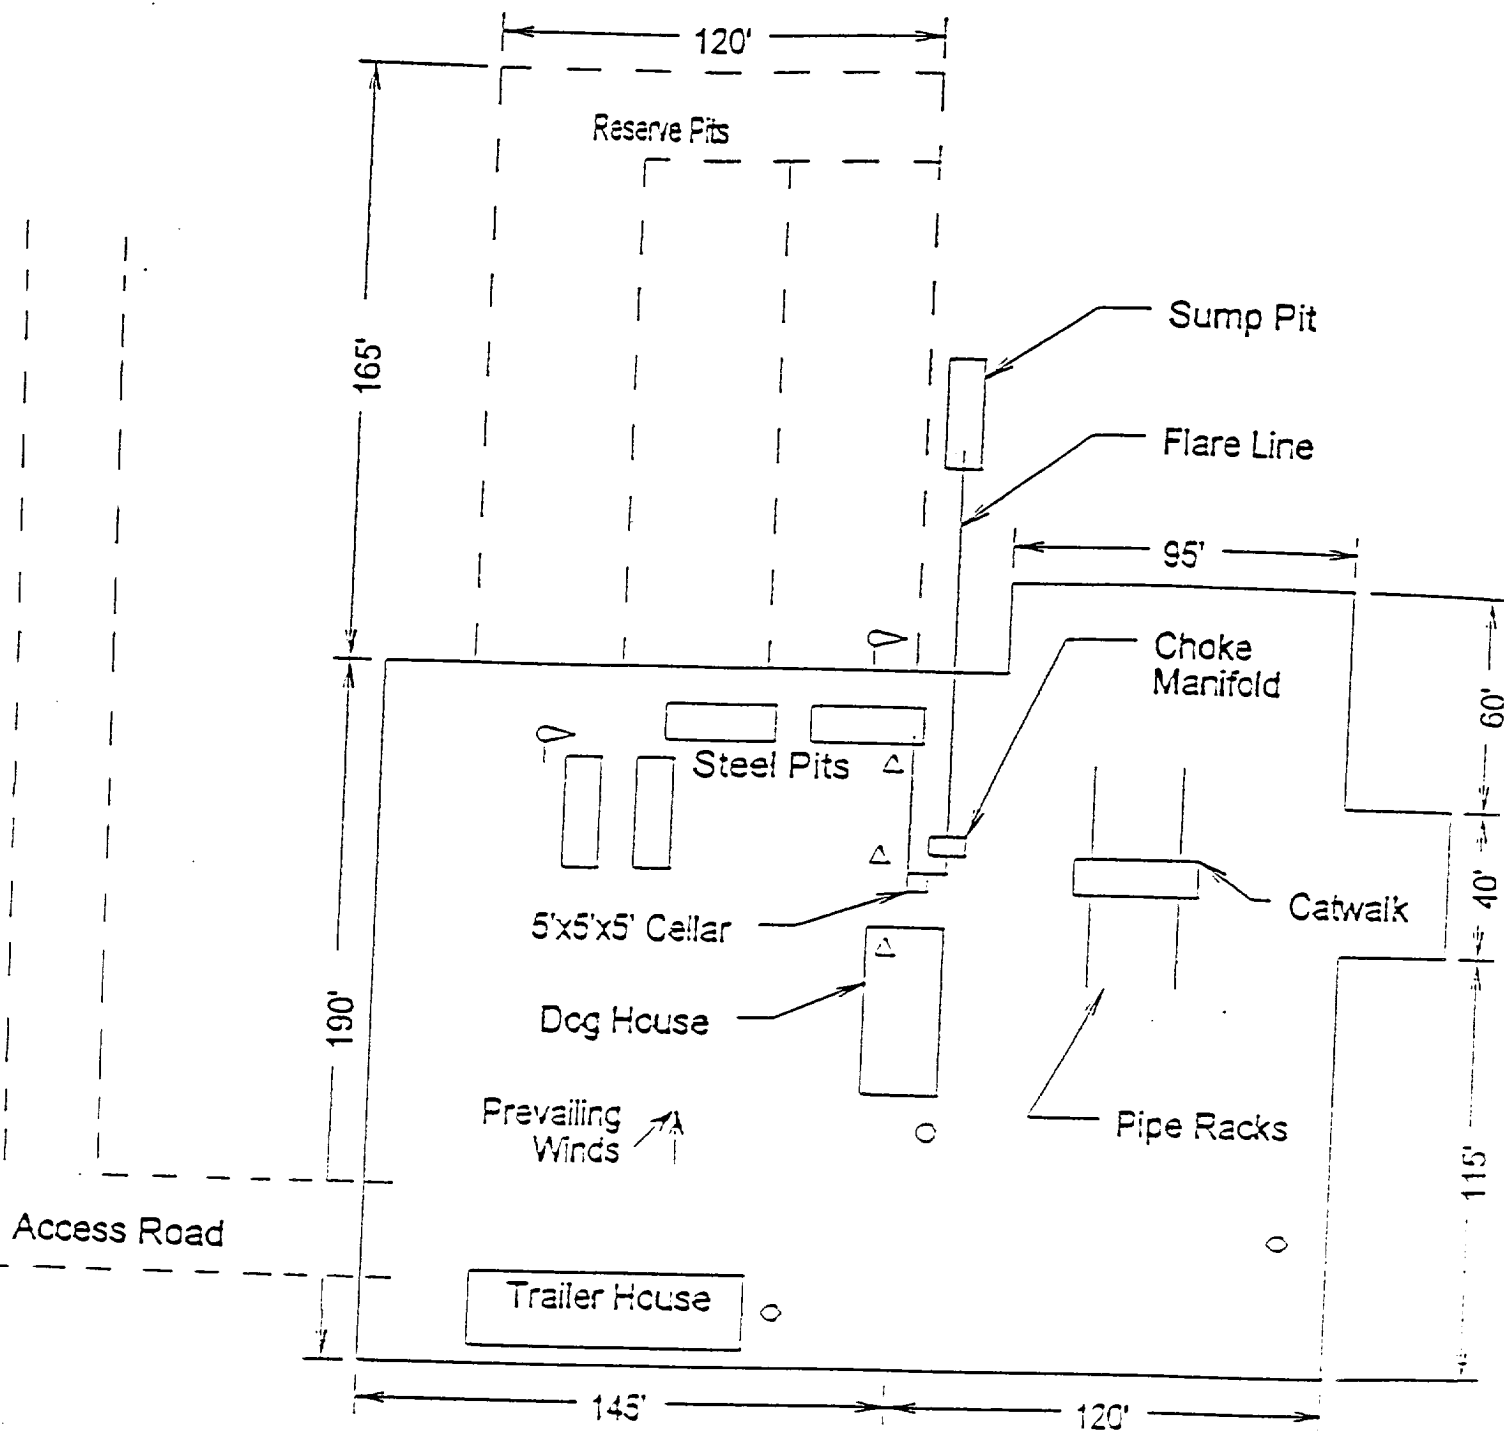 120'
Reserve Pits
165'
Sump Pit
Flare Line
95'
Choke
Manifold
60'
Steel Pits
40'
Catwalk
5'x5'x5' Cellar
Dog House
190'
Prevailing
Winds
Pipe Racks
115'
Access Road
Trailer House
145'
120'